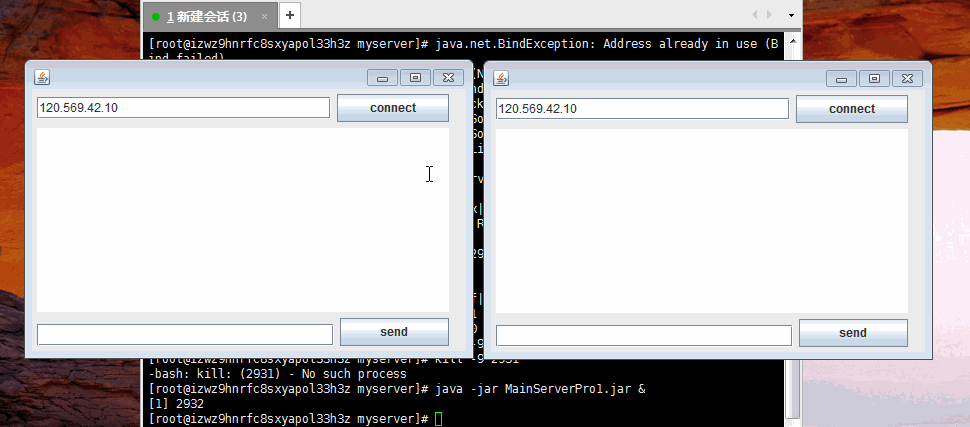 1 新建会话 (3)
[root@izwz9hnrfc8sxyapol33h3z myserver]# java.net.BindException: Address already in use (B
ind failed)
120.569.42.10
connect
120.569.42.10
connect
send
send
[root@izwz9hnrfc8sxyapol33h3z myserver]# kill -9 2931
-bash: kill: (2931) - No such process
[root@izwz9hnrfc8sxyapol33h3z myserver]# java -jar MainServerPro1.jar &
[1] 2932
[root@izwz9hnrfc8sxyapol33h3z myserver]#